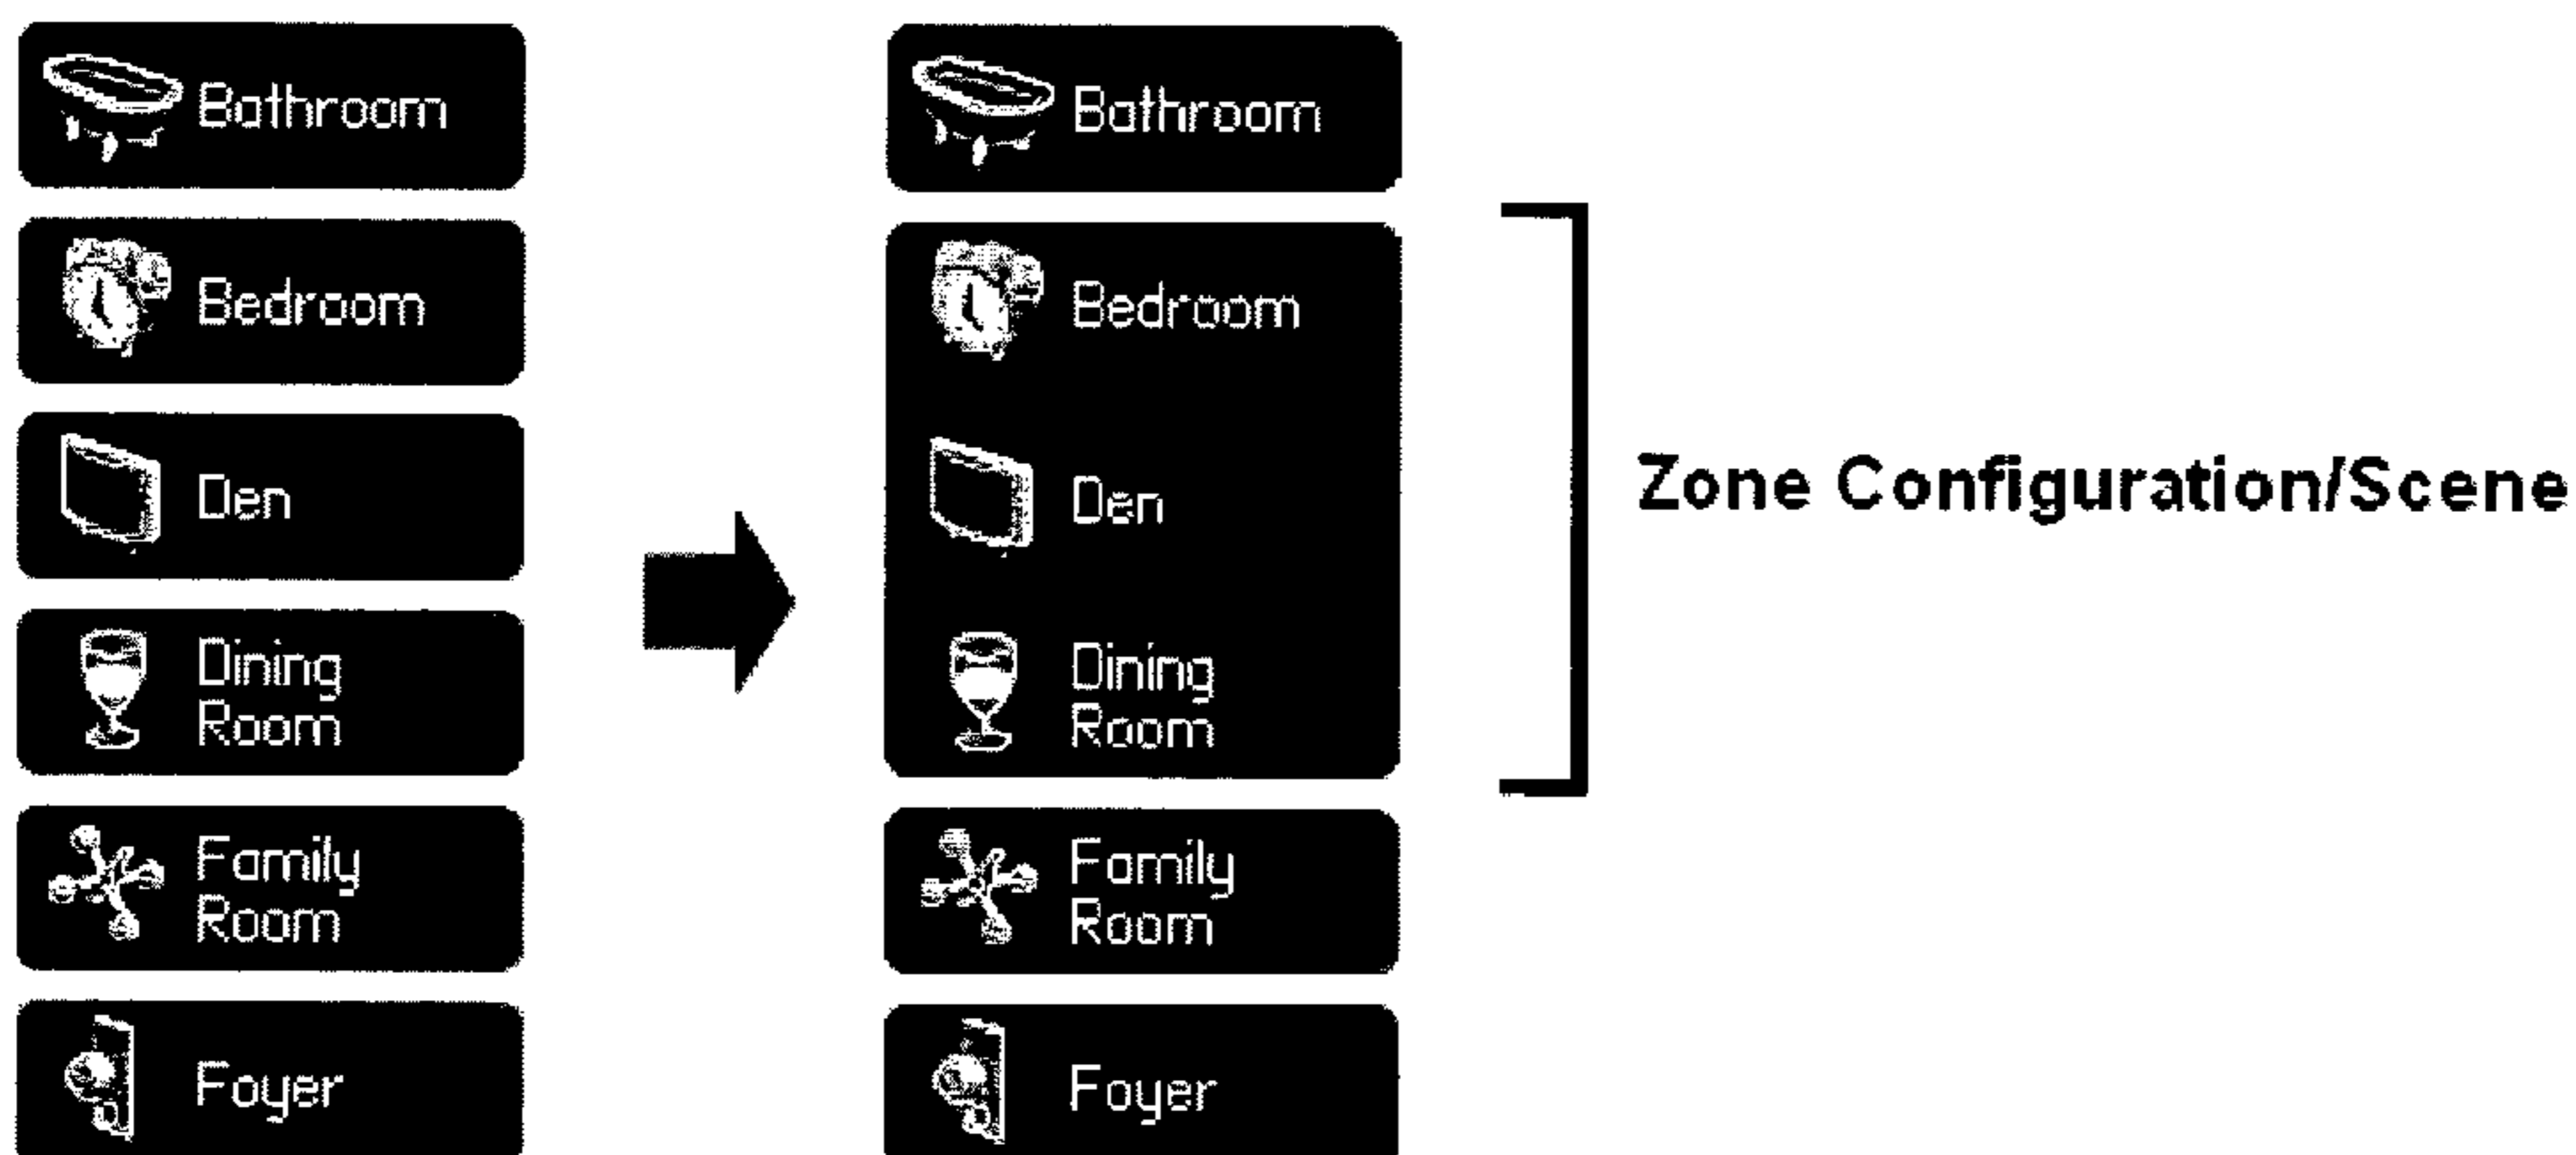 Bathroom
Bedroom
Den
Dining
Room
Family
Room
Foyer
Bathroom
Bedroom
Den
Dining
Room
Family
Room
Foyer
Zone Configuration/Scene